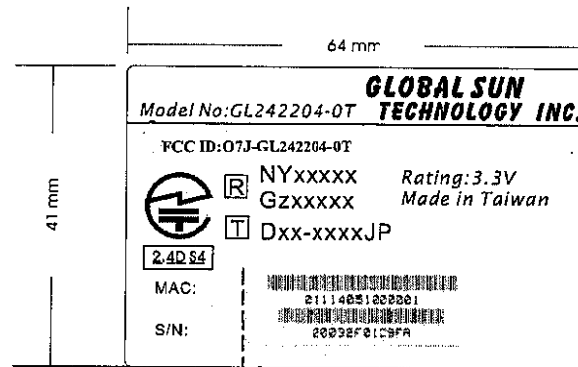 64 mm
41 mm
GLOBAL SUN
Model No:GL242204-0T TECHNOLOGY INC.
FCC ID:O7J-GL242204-0T
R NYxxxxx Rating:3.3V
Gzxxxxx Made in Taiwan
T Dxx-xxxxJP
2.4DS4
MAC:
01114051000001
S/N: